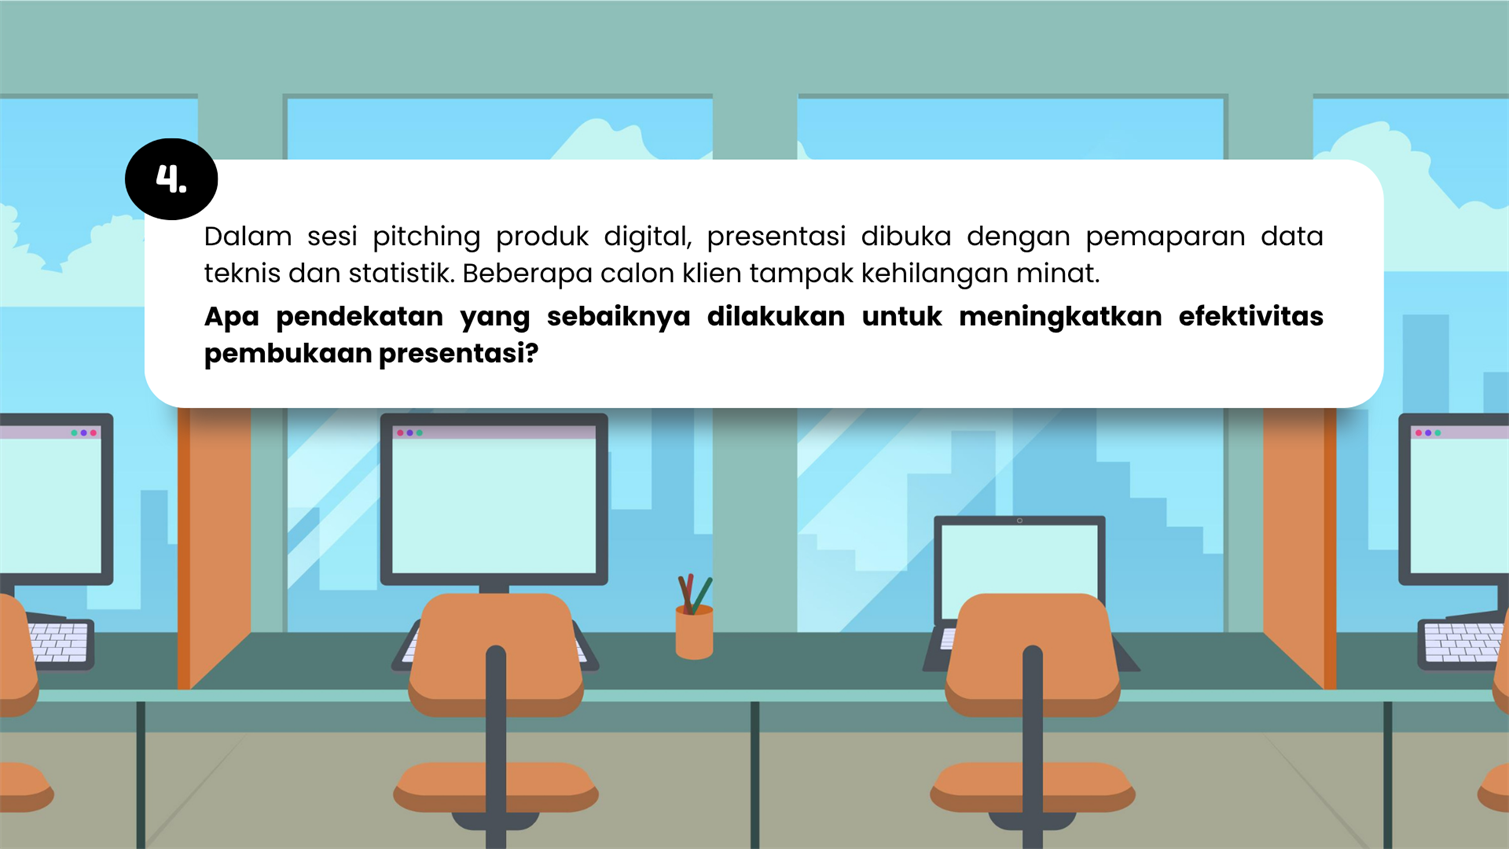 4.
Dalam sesi pitching produk digital, presentasi dibuka dengan pemaparan data
teknis dan statistik. Beberapa calon klien tampak kehilangan minat.
Apa pendekatan yang sebaiknya dilakukan untuk meningkatkan efektivitas
pembukaan presentasi?